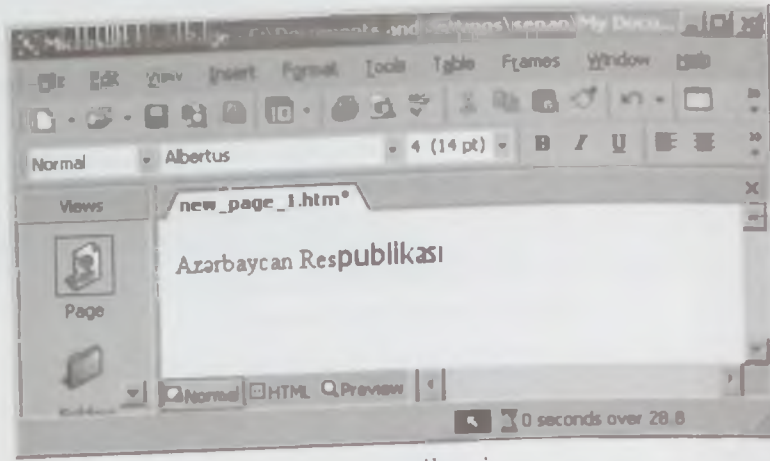 Edit View Insert Format Tools Table Frames Window Help
Normal Albertus 4 (14 pt) B I U
Views new_page_1.htm*
Azərbaycan Respublikası
Page
Normal HTML Preview
0 seconds over 28.8